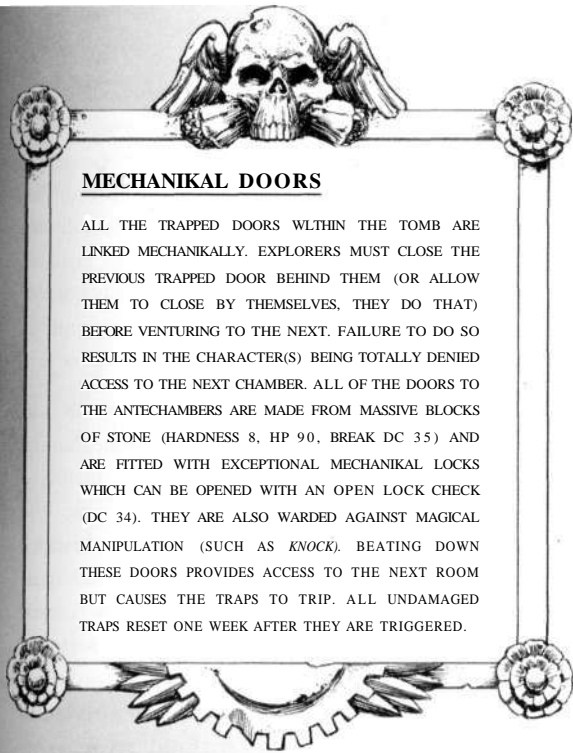 MECHANIKAL DOORS
ALL THE TRAPPED DOORS WLTHIN THE TOMB ARE
LINKED MECHANIKALLY. EXPLORERS MUST CLOSE THE
PREVIOUS TRAPPED DOOR BEHIND THEM (OR ALLOW
THEM TO CLOSE BY THEMSELVES, THEY DO THAT)
BEFORE VENTURING TO THE NEXT. FAILURE TO DO SO
RESULTS IN THE CHARACTER(S) BEING TOTALLY DENIED
ACCESS TO THE NEXT CHAMBER. ALL OF THE DOORS TO
THE ANTECHAMBERS ARE MADE FROM MASSIVE BLOCKS
OF STONE (HARDNESS 8, HP 90, BREAK DC 35) AND
ARE FITTED WITH EXCEPTIONAL MECHANIKAL LOCKS
WHICH CAN BE OPENED WITH AN OPEN LOCK CHECK
(DC 34). THEY ARE ALSO WARDED AGAINST MAGICAL
MANIPULATION (SUCH AS KNOCK). BEATING DOWN
THESE DOORS PROVIDES ACCESS TO THE NEXT ROOM
BUT CAUSES THE TRAPS TO TRIP. ALL UNDAMAGED
TRAPS RESET ONE WEEK AFTER THEY ARE TRIGGERED.